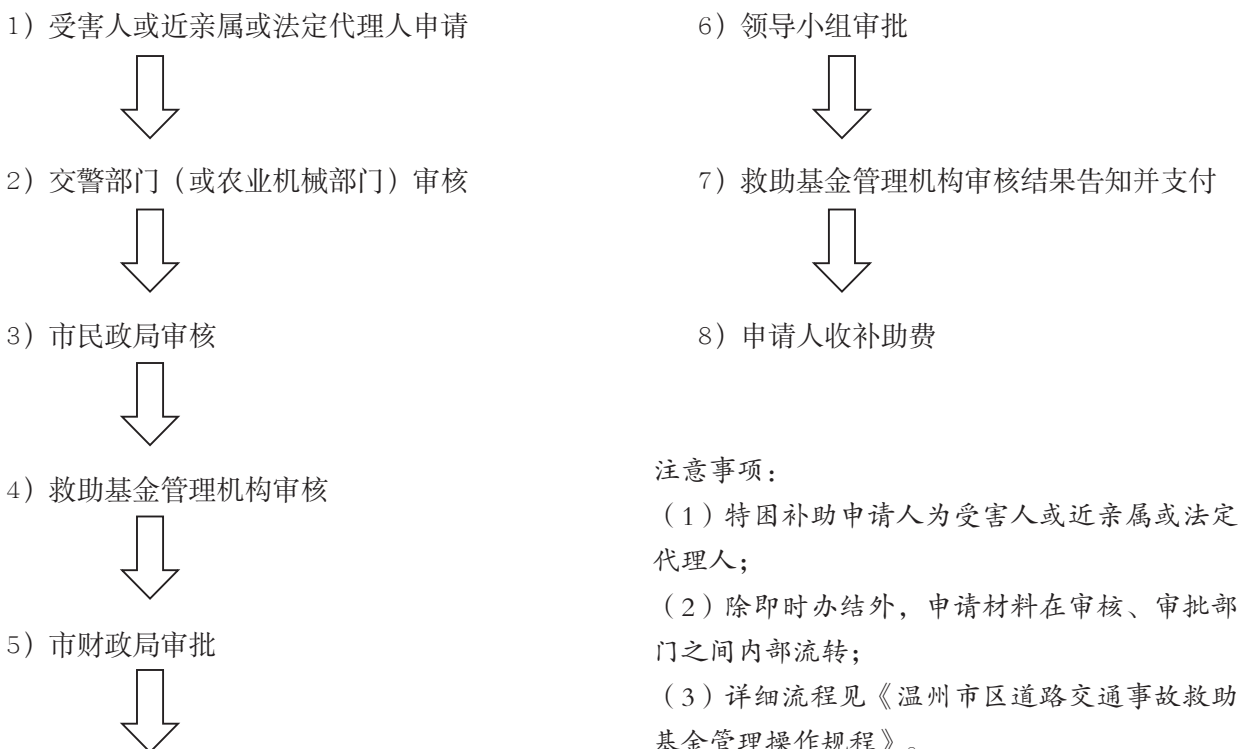 1）受害人或近亲属或法定代理人申请
2）交警部门（或农业机械部门）审核
3）市民政局审核
4）救助基金管理机构审核
5）市财政局审批
6）领导小组审批
7）救助基金管理机构审核结果告知并支付
8）申请人收补助费
注意事项：
（1）特困补助申请人为受害人或近亲属或法定
代理人；
（2）除即时办结外，申请材料在审核、审批部
门之间内部流转；
（3）详细流程见《温州市区道路交通事故救助
基金管理操作规程》。